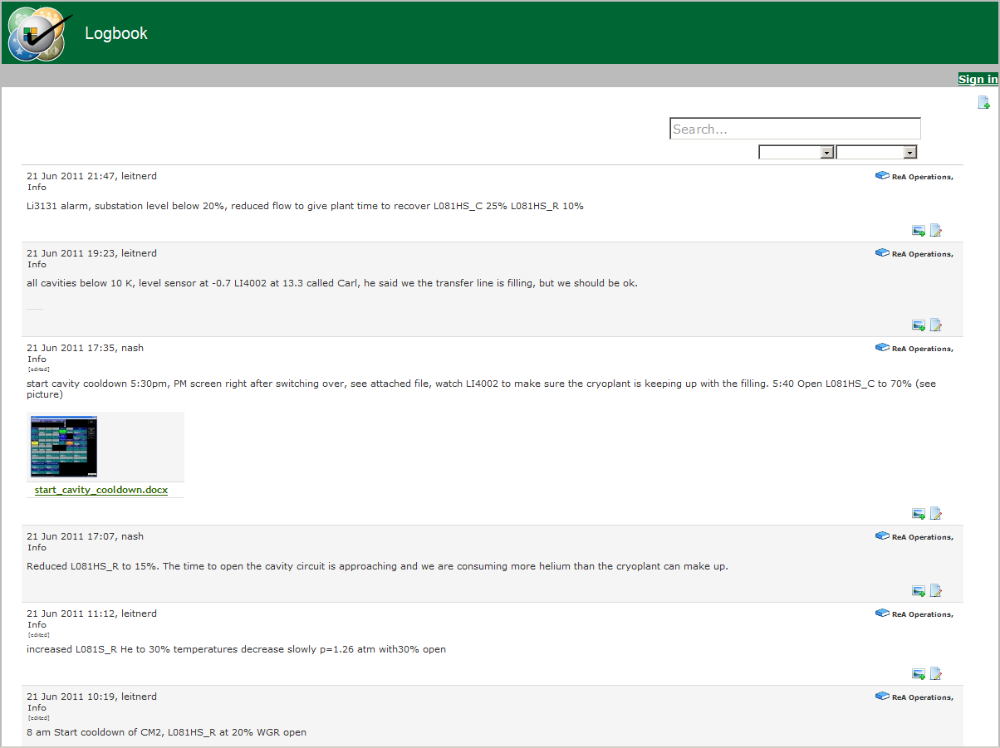 Logbook
Sign in
Search...
21 Jun 2011 21:47, leitnerd
ReA Operations,
Info
Li3131 alarm, substation level below 20%, reduced flow to give plant time to recover L081HS_C 25% L081HS_R 10%
21 Jun 2011 19:23, leitnerd
ReA Operations,
Info
all cavities below 10 K, level sensor at -0.7 LI4002 at 13.3 called Carl, he said we the transfer line is filling, but we should be ok.
21 Jun 2011 17:35, nash
ReA Operations,
Info
[edited]
start cavity cooldown 5:30pm, PM screen right after switching over, see attached file, watch LI4002 to make sure the cryoplant is keeping up with the filling. 5:40 Open L081HS_C to 70% (see
picture)
start_cavity_cooldown.docx
21 Jun 2011 17:07, nash
ReA Operations,
Info
Reduced L081HS_R to 15%. The time to open the cavity circuit is approaching and we are consuming more helium than the cryoplant can make up.
21 Jun 2011 11:12, leitnerd
ReA Operations,
Info
[edited]
increased L081S_R He to 30% temperatures decrease slowly p=1.26 atm with30% open
21 Jun 2011 10:19, leitnerd
ReA Operations,
Info
[edited]
8 am Start cooldown of CM2, L081HS_R at 20% WGR open